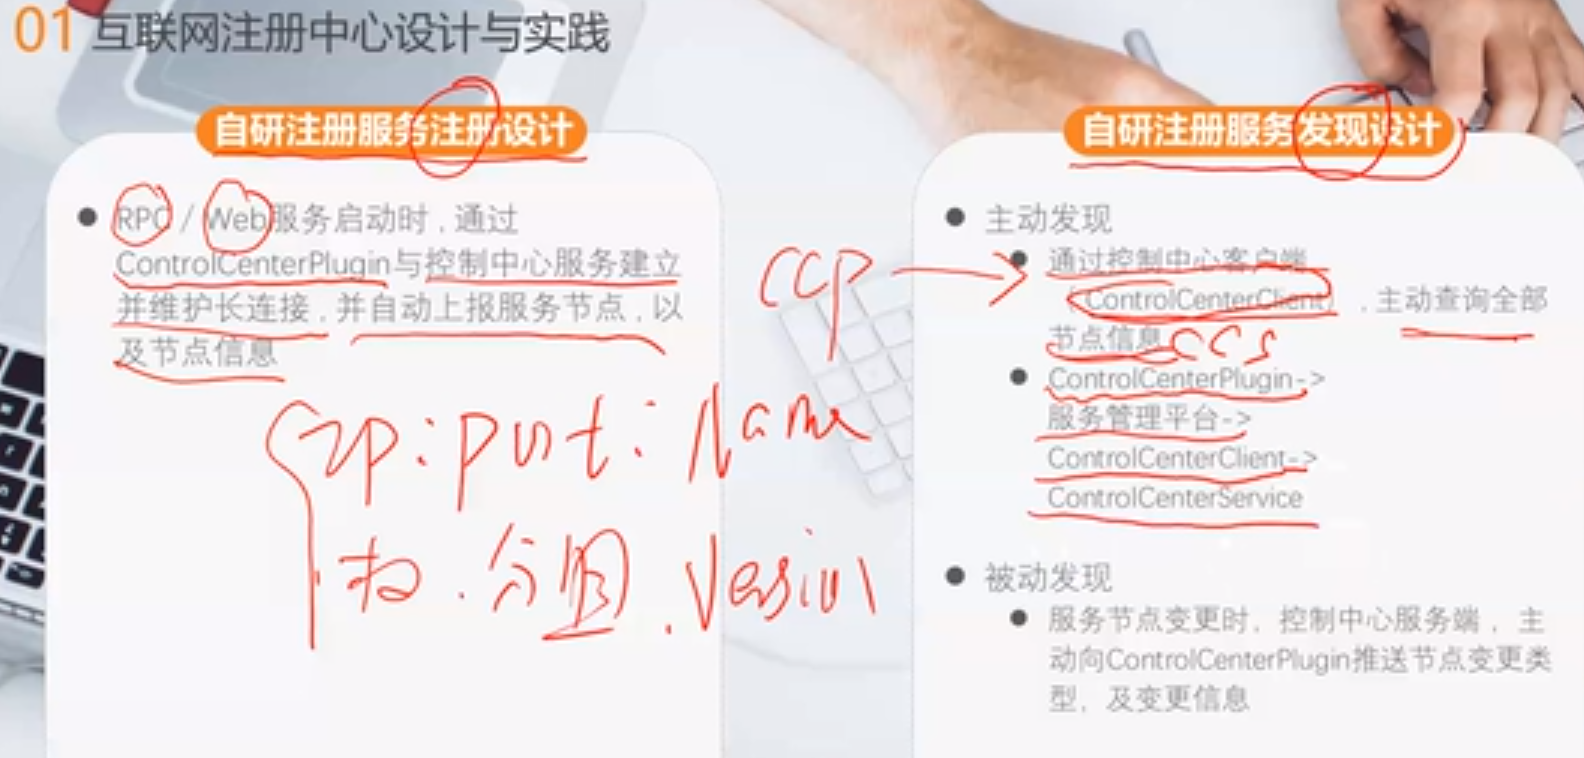 01 互联网注册中心设计与实践
自研注册服务注册设计
RPC / Web服务启动时,通过
ControlCenterPlugin与控制中心服务建立
并维护长连接,并自动上报服务节点,以
及节点信息
Ip:port:Name
权.分组.Version
CCP
自研注册服务发现设计
主动发现
通过控制中心客户端
(ControlCenterClient),主动查询全部
节点信息
CCS
ControlCenterPlugin->
服务管理平台->
ControlCenterClient->
ControlCenterService
被动发现
服务节点变更时,控制中心服务端,主
动向ControlCenterPlugin推送节点变更类
型,及变更信息